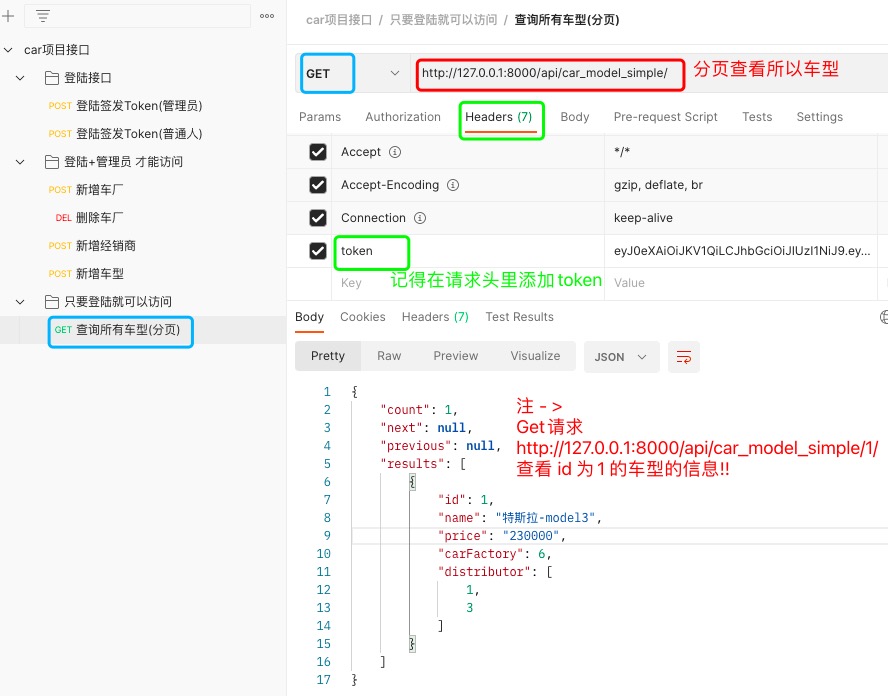 car项目接口 / 只要登陆就可以访问 / 查询所有车型(分页)
car项目接口
登陆接口
POST 登陆签发Token(管理员)
POST 登陆签发Token(普通人)
登陆+管理员 才能访问
POST 新增车厂
DEL 删除车厂
POST 新增经销商
POST 新增车型
只要登陆就可以访问
GET 查询所有车型(分页)
GET http://127.0.0.1:8000/api/car_model_simple/ 分页查看所以车型
Params Authorization Headers (7) Body Pre-request Script Tests Settings
Accept */*
Accept-Encoding gzip, deflate, br
Connection keep-alive
token eyJ0eXAiOiJKV1QiLCJhbGciOiJIUzI1NiJ9.ey...
Key 记得在请求头里添加token Value
Body Cookies Headers (7) Test Results
Pretty Raw Preview Visualize JSON
1 {
2 "count": 1,
3 "next": null,
4 "previous": null,
5 "results": [
6 {
7 "id": 1,
8 "name": "特斯拉-model3",
9 "price": "230000",
10 "carFactory": 6,
11 "distributor": [
12 1,
13 3
14 ]
15 }
16 ]
17 }
注 - >
Get请求
http://127.0.0.1:8000/api/car_model_simple/1/
查看 id 为1的车型的信息!!